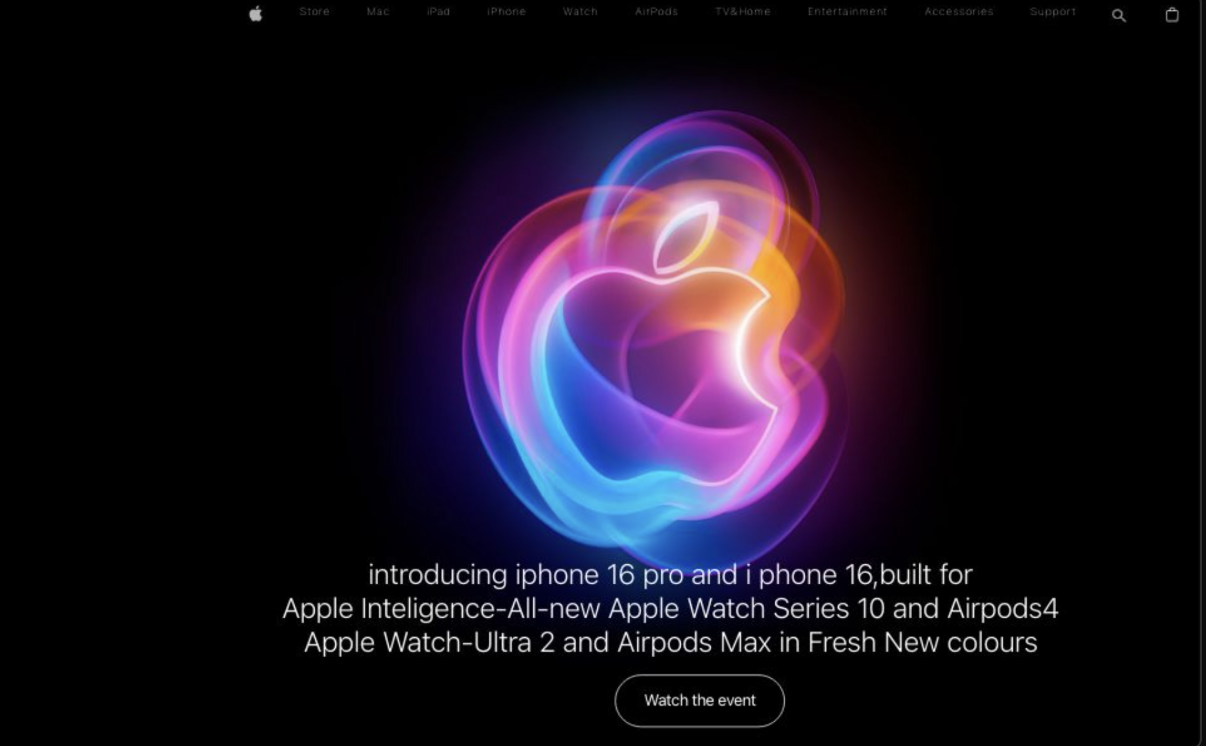 Store Mac iPad iPhone Watch AirPods TV&Home Entertainment Accessories Support
introducing iphone 16 pro and i phone 16,built for
Apple Inteligence-All-new Apple Watch Series 10 and Airpods4
Apple Watch-Ultra 2 and Airpods Max in Fresh New colours
Watch the event